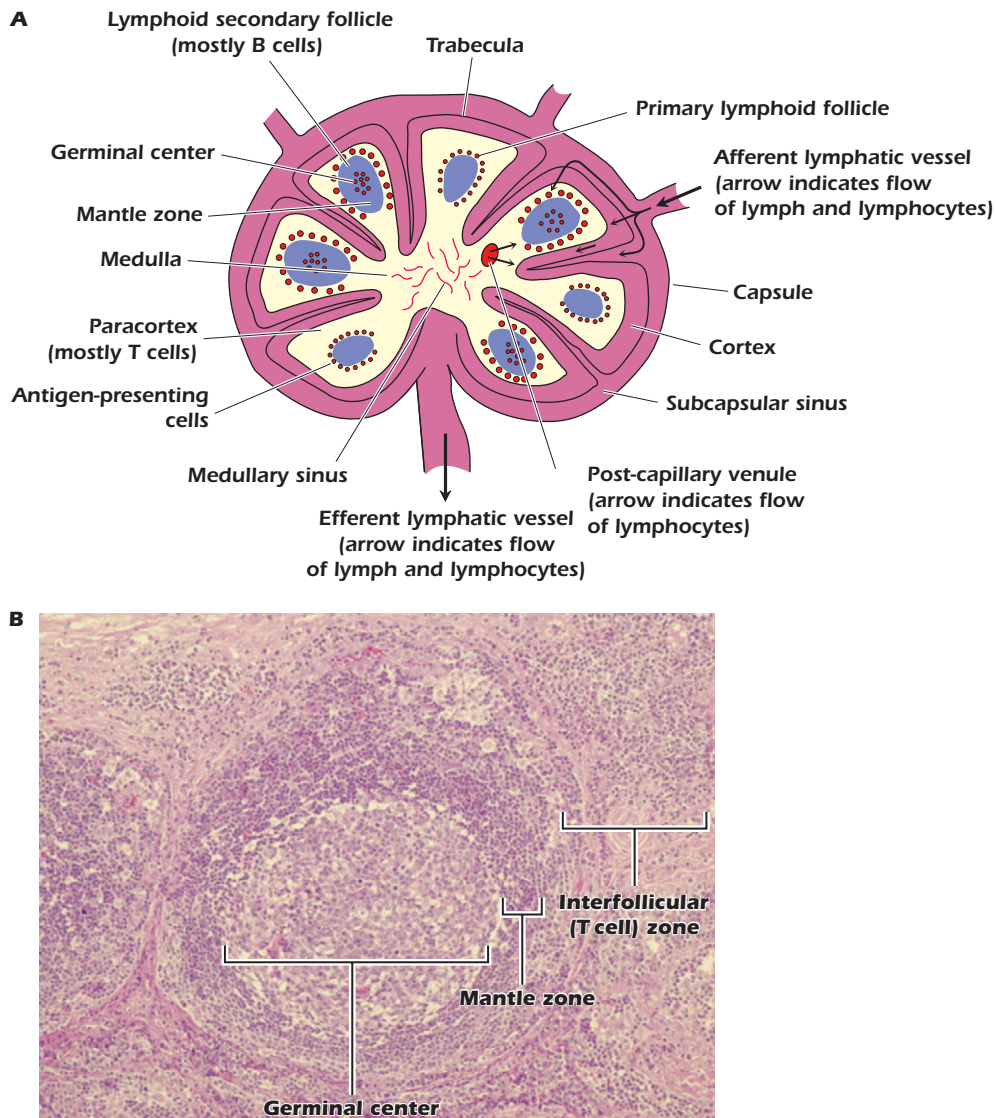 A
Lymphoid secondary follicle
(mostly B cells)
Trabecula
Primary lymphoid follicle
Germinal center
Afferent lymphatic vessel
(arrow indicates flow
of lymph and lymphocytes)
Mantle zone
Medulla
Capsule
Paracortex
(mostly T cells)
Cortex
Antigen-presenting
cells
Subcapsular sinus
Medullary sinus
Post-capillary venule
(arrow indicates flow
of lymphocytes)
Efferent lymphatic vessel
(arrow indicates flow
of lymph and lymphocytes)
B
Interfollicular
(T cell) zone
Mantle zone
Germinal center